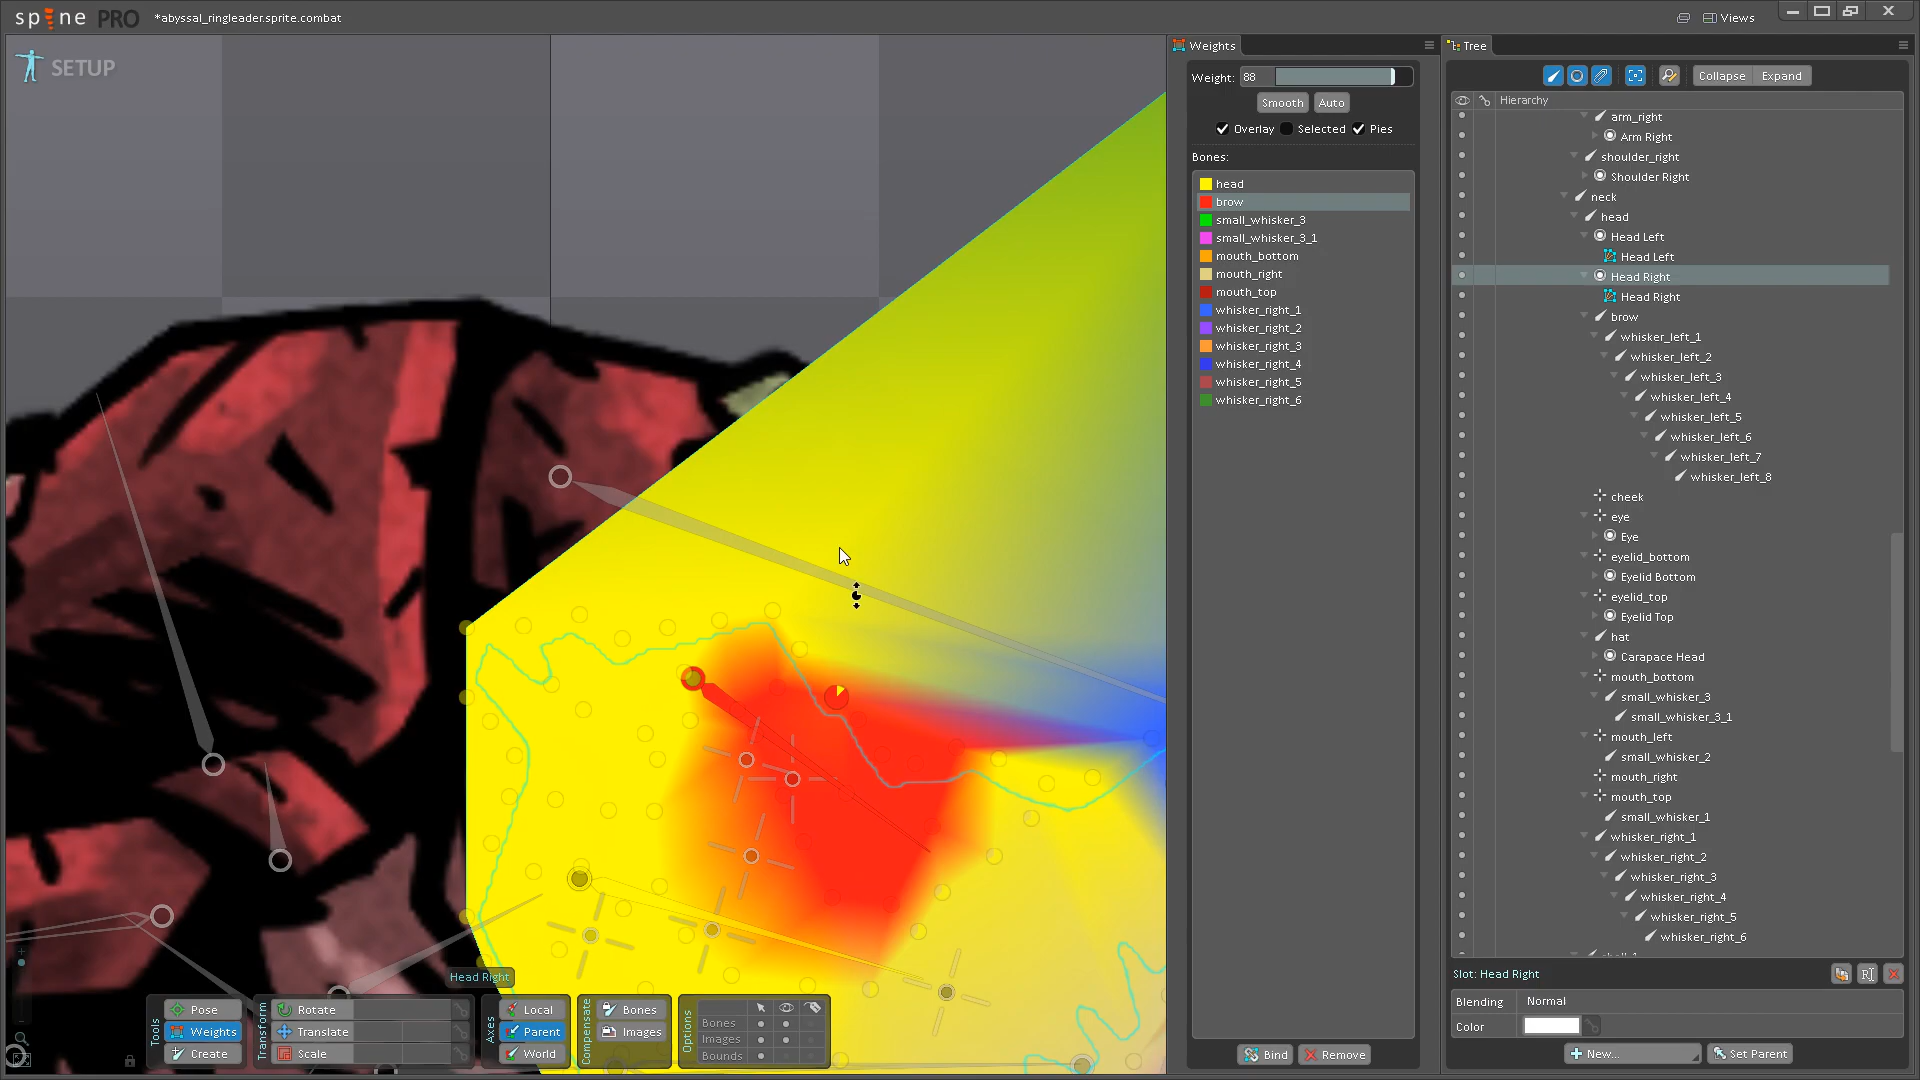 spine PRO
*abyssal_ringleader.sprite.combat
Views
SETUP
Weights
Weight: 88
Smooth
Auto
Overlay
Selected
Pies
Bones:
head
brow
small_whisker_3
small_whisker_3_1
mouth_bottom
mouth_right
mouth_top
whisker_right_1
whisker_right_2
whisker_right_3
whisker_right_4
whisker_right_5
whisker_right_6
Bind
Remove
Tree
Collapse
Expand
Hierarchy
arm_right
Arm Right
shoulder_right
Shoulder Right
neck
head
Head Left
Head Left
Head Right
Head Right
brow
whisker_left_1
whisker_left_2
whisker_left_3
whisker_left_4
whisker_left_5
whisker_left_6
whisker_left_7
whisker_left_8
cheek
eye
Eye
eyelid_bottom
Eyelid Bottom
eyelid_top
Eyelid Top
hat
Carapace Head
mouth_bottom
small_whisker_3
small_whisker_3_1
mouth_left
small_whisker_2
mouth_right
mouth_top
small_whisker_1
whisker_right_1
whisker_right_2
whisker_right_3
whisker_right_4
whisker_right_5
whisker_right_6
Slot: Head Right
Blending
Normal
Color
New...
Set Parent
Head Right
Tools
Pose
Weights
Create
Transform
Rotate
Translate
Scale
Axes
Local
Parent
World
Compensate
Bones
Images
Options
Bones
Images
Bounds